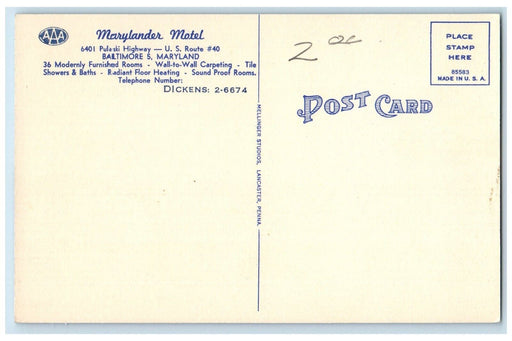 AAA
Marylander Motel
6401 Pulaski Highway — U. S. Route #40
BALTIMORE 5, MARYLAND
36 Modernly Furnished Rooms - Wall-to-Wall Carpeting - Tile
Showers & Baths - Radiant Floor Heating - Sound Proof Rooms.
Telephone Number:
DICKENS: 2-6674
MELLINGER STUDIOS, LANCASTER, PENNA.
2 00
POST CARD
PLACE
STAMP
HERE
85583
MADE IN U. S. A.